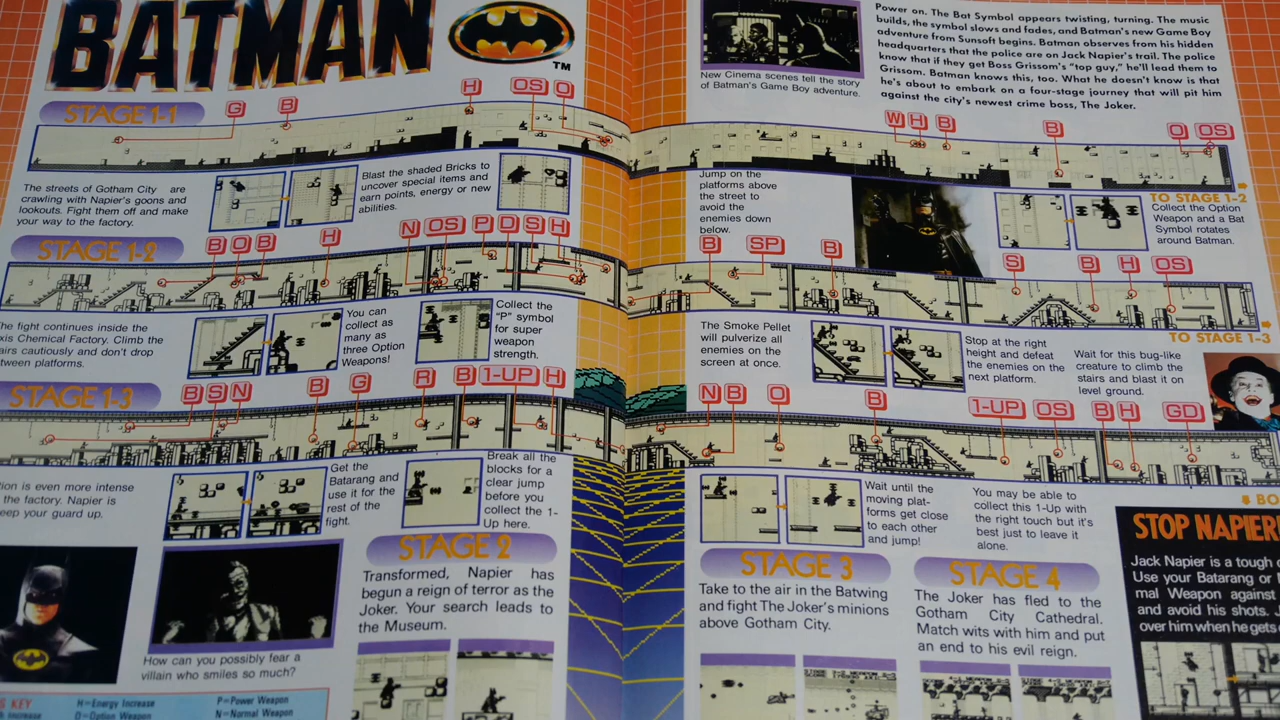 BATMAN
TM
New Cinema scenes tell the story
of Batman's Game Boy adventure.
Power on. The Bat Symbol appears twisting, turning. The music
builds, the symbol slows and fades, and Batman's new Game Boy
adventure from Sunsoft begins. Batman observes from his hidden
headquarters that the police are on Jack Napier's trail. The police
know that if they get Boss Grissom's "top guy," he'll lead them to
Grissom. Batman knows this, too. What he doesn't know is that
he's about to embark on a four-stage journey that will pit him
against the city's newest crime boss, The Joker.
STAGE 1-1
G B H OS O
W H B B O OS
The streets of Gotham City are
crawling with Napier's goons and
lookouts. Fight them off and make
your way to the factory.
Blast the shaded Bricks to
uncover special items and
earn points, energy or new
abilities.
Jump on the
platforms above
the street to
avoid the
enemies down
below.
TO STAGE 1-2
Collect the Option
Weapon and a Bat
Symbol rotates
around Batman.
STAGE 1-2
B O B H N OS P D S H
B SP B S B H OS
The fight continues inside the
xis Chemical Factory. Climb the
airs cautiously and don't drop
tween platforms.
You can
collect as
many as
three Option
Weapons!
Collect the
"P" symbol
for super
weapon
strength.
The Smoke Pellet
will pulverize all
enemies on the
screen at once.
Stop at the right
height and defeat
the enemies on the
next platform.
Wait for this bug-like
creature to climb the
stairs and blast it on
level ground.
TO STAGE 1-3
STAGE 1-3
B S N B G R B 1-UP H
N B O B 1-UP OS B H GD
tion is even more intense
the factory. Napier is
eep your guard up.
Get the
Batarang and
use it for the
rest of the
fight.
Break all the
blocks for a
clear jump
before you
collect the 1-
Up here.
Wait until the
moving plat-
forms get close
to each other
and jump!
You may be able to
collect this 1-Up with
the right touch but it's
best just to leave it
alone.
BO
STOP NAPIER
Jack Napier is a tough
Use your Batarang or
mal Weapon against
and avoid his shots.
over him when he gets
How can you possibly fear a
villain who smiles so much?
STAGE 2
Transformed, Napier has
begun a reign of terror as the
Joker. Your search leads to
the Museum.
STAGE 3
Take to the air in the Batwing
and fight The Joker's minions
above Gotham City.
STAGE 4
The Joker has fled to the
Gotham City Cathedral.
Match wits with him and put
an end to his evil reign.
KEY
H=Energy Increase
P=Power Weapon
O=Option Weapon
N=Normal Weapon